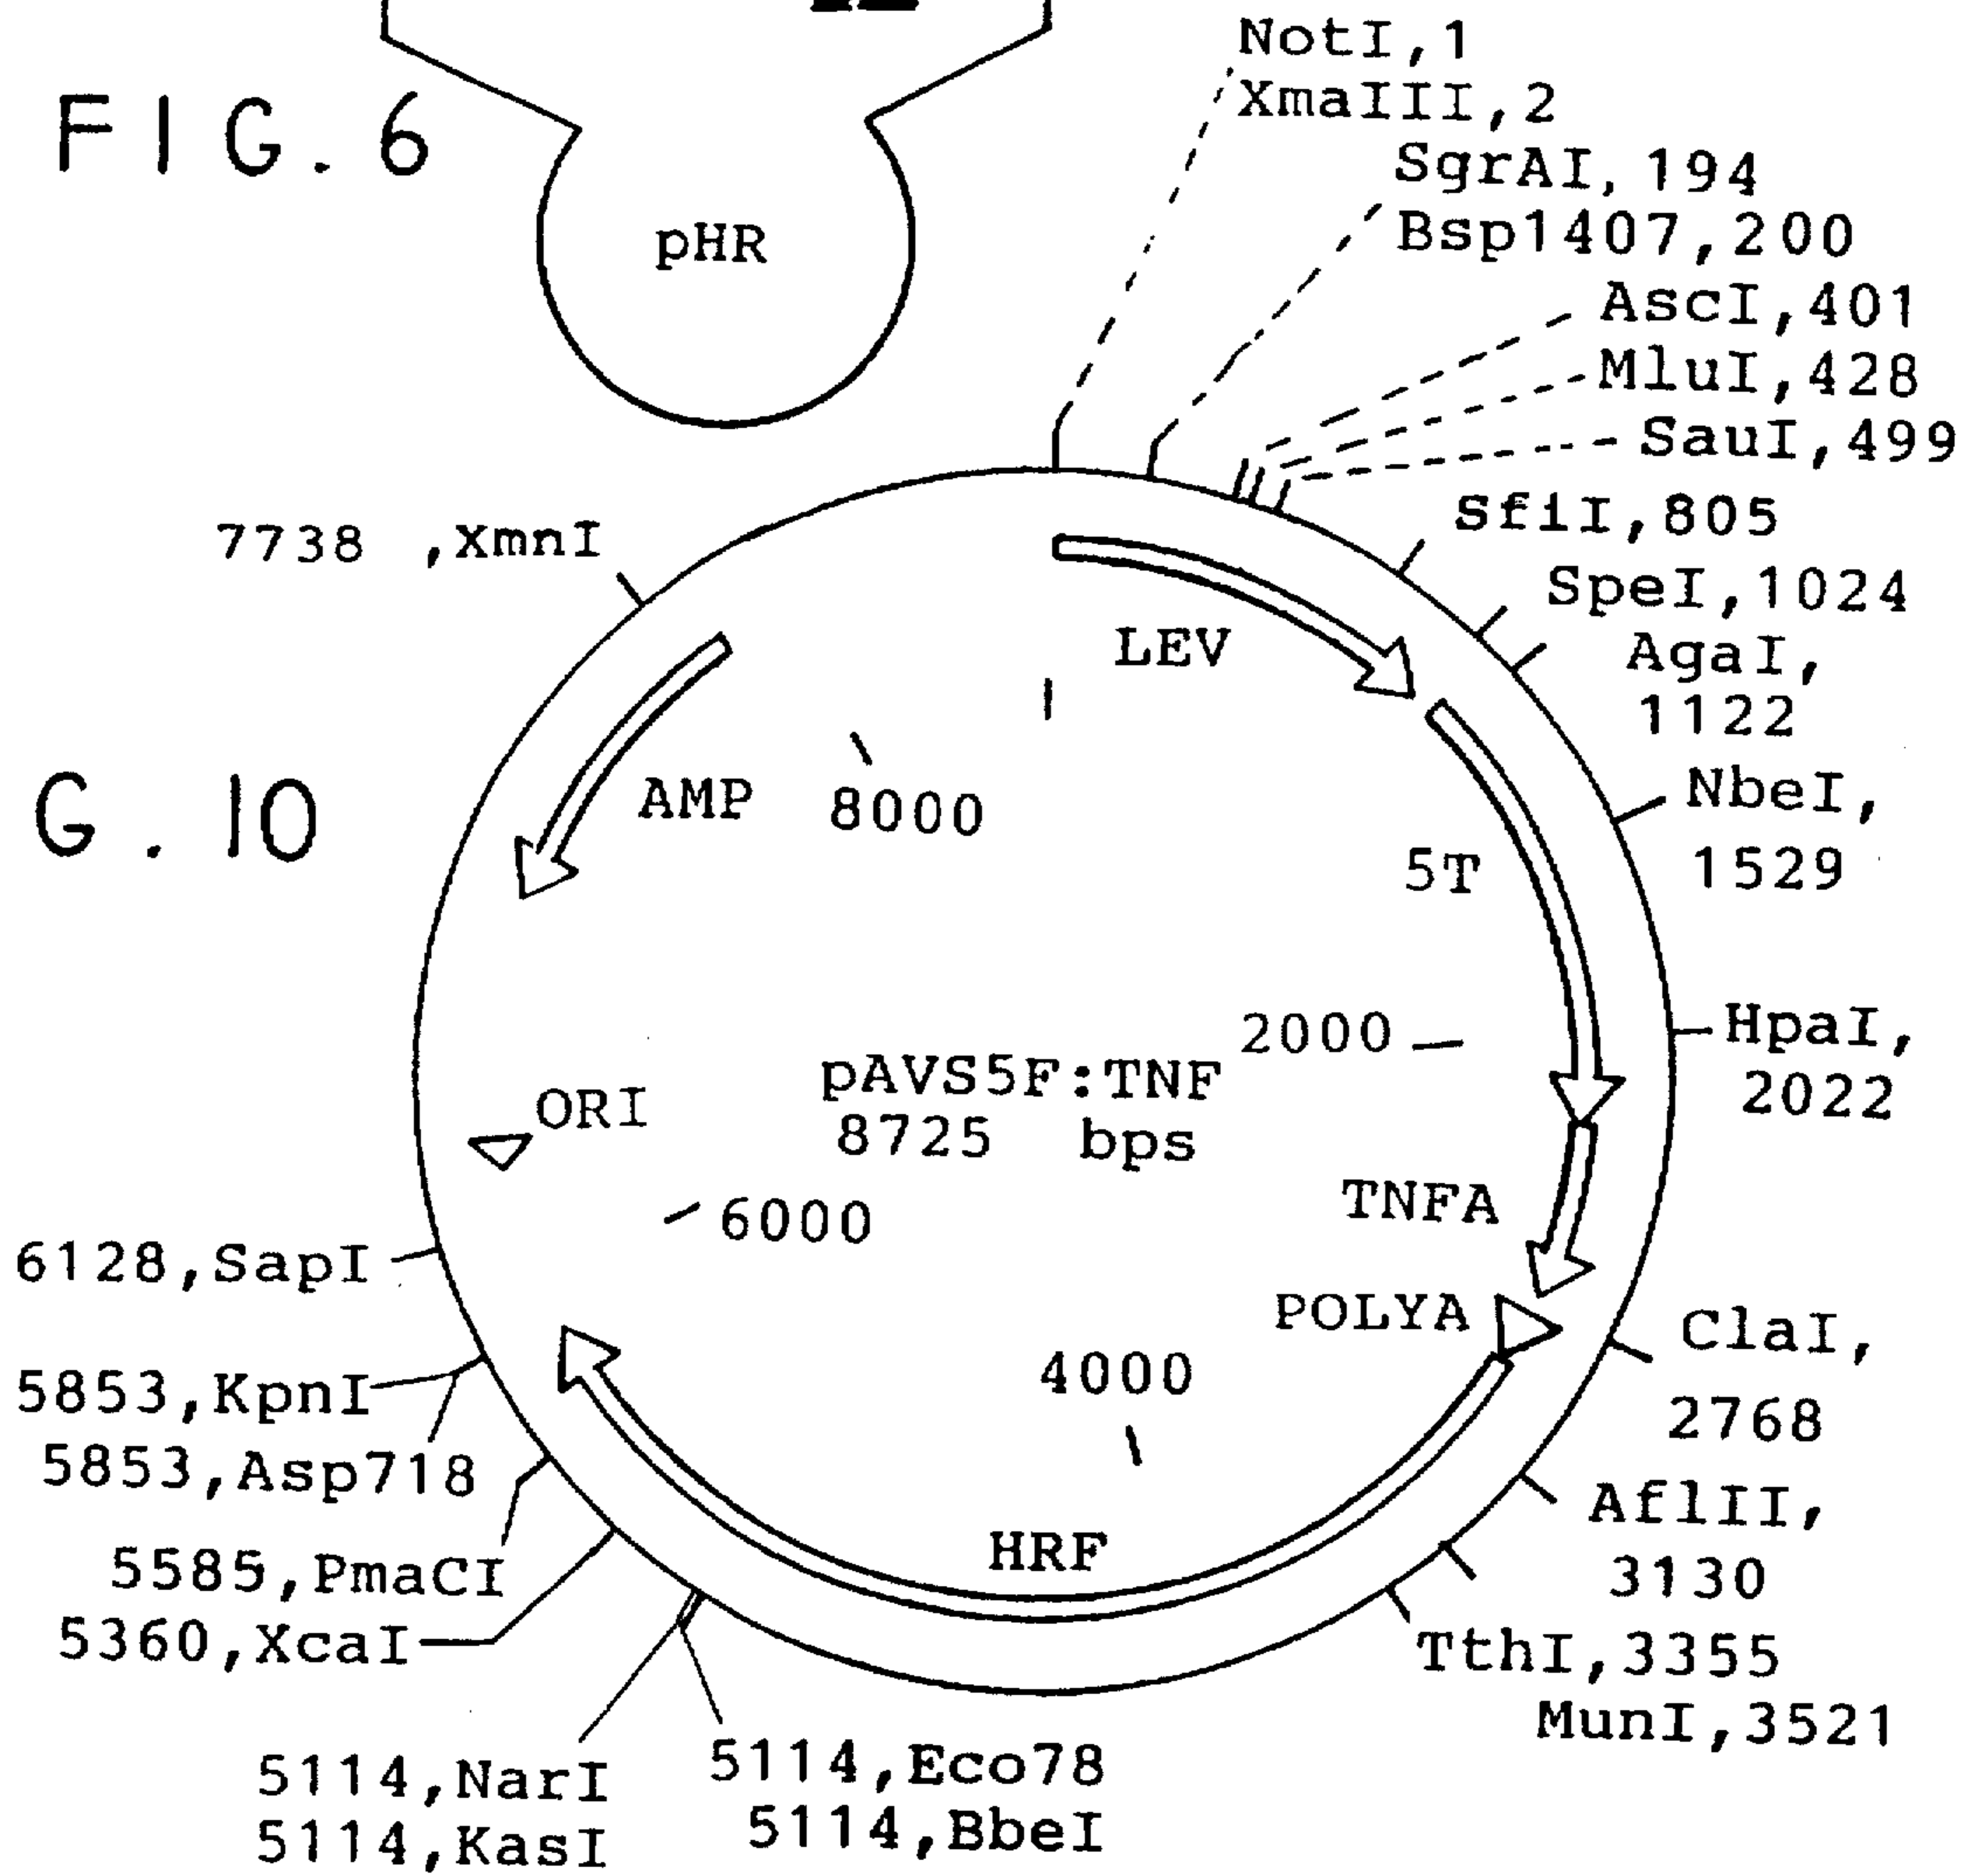 FIG.6
pHR
NotI,1
XmaIII,2
SgrAI,194
Bsp1407,200
AscI,401
MluI,428
SauI,499
SfiI,805
SpeI,1024
AgaI,
1122
NbeI,
1529
HpaI,
2022
ClaI,
2768
AflII,
3130
TthI,3355
MunI,3521
7738 ,XmnI
G.10
LEV
AMP
8000
5T
2000
pAVS5F:TNF
8725 bps
ORI
6000
TNFA
POLYA
4000
HRF
6128,SapI
5853,KpnI
5853,Asp718
5585,PmaCI
5360,XcaI
5114,NarI
5114,KasI
5114,Eco78
5114,BbeI